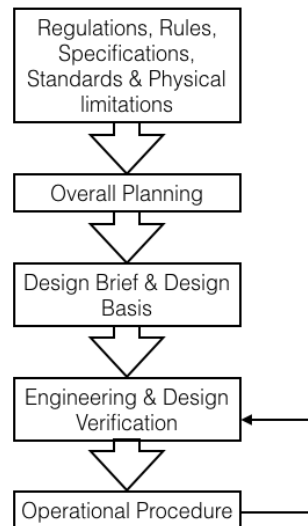 Regulations, Rules,
Specifications,
Standards & Physical
limitations
Overall Planning
Design Brief & Design
Basis
Engineering & Design
Verification
Operational Procedure